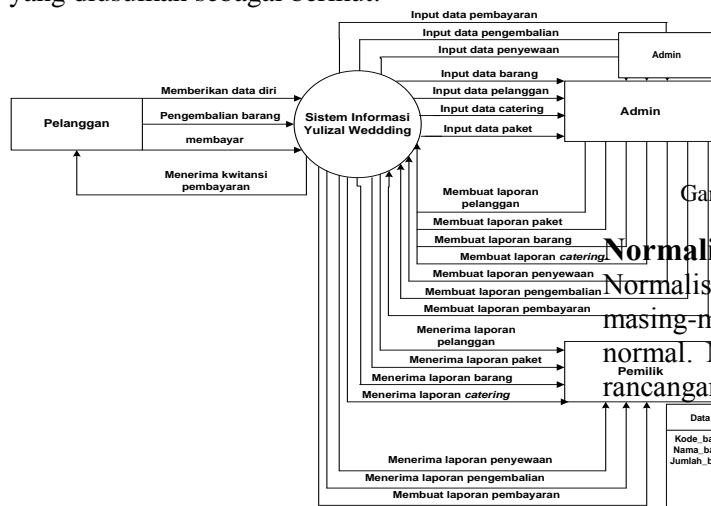 yang diusulkan sebagai berikut:
Input data pembayaran
Input data pengembalian
Input data penyewaan
Admin
Input data barang
Input data pelanggan
Input data catering
Input data paket
Admin
Memberikan data diri
Pengembalian barang
membayar
Menerima kwitansi
pembayaran
Pelanggan
Sistem Informasi
Yulizal Weddding
Membuat laporan
pelanggan
Membuat laporan paket
Membuat laporan barang
Membuat laporan catering
Membuat laporan penyewaan
Membuat laporan pengembalian
Membuat laporan pembayaran
Menerima laporan
pelanggan
Menerima laporan paket
Menerima laporan barang
Menerima laporan catering
Pemilik
Menerima laporan penyewaan
Menerima laporan pengembalian
Membuat laporan pembayaran
Gar
Normali
Normalis
masing-m
normal.
rancangan
Data
Kode_ba
Nama_ba
Jumlah_b